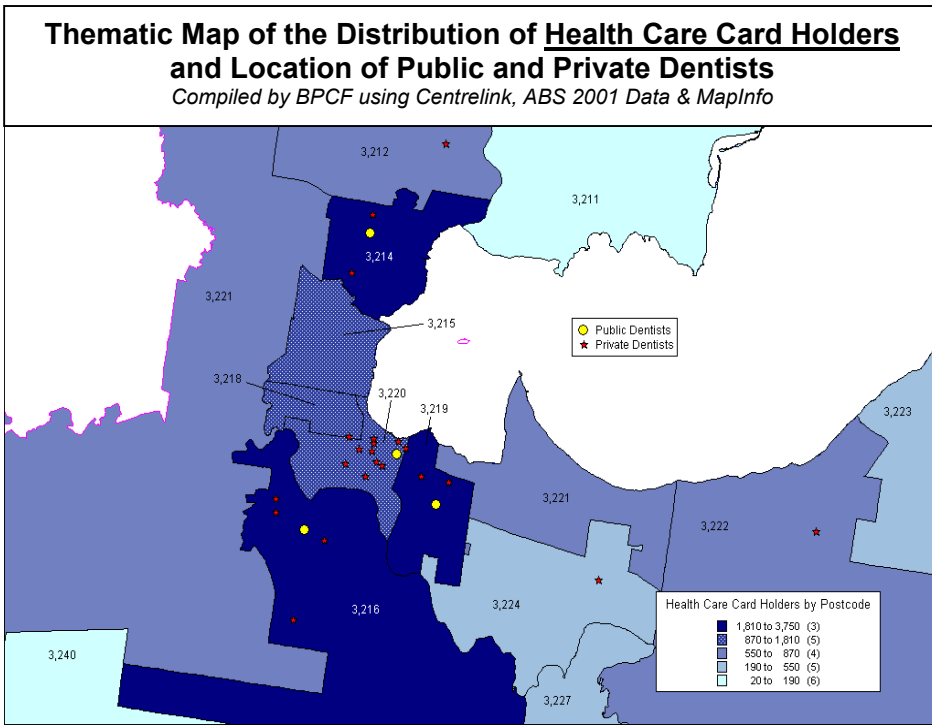 Thematic Map of the Distribution of Health Care Card Holders
and Location of Public and Private Dentists
Compiled by BPCF using Centrelink, ABS 2001 Data & MapInfo
3,212
3,211
3,214
3,221
3,215
Public Dentists
Private Dentists
3,218
3,220
3,219
3,223
3,221
3,222
3,224
3,216
Health Care Card Holders by Postcode
1,810 to 3,750 (3)
870 to 1,810 (5)
550 to 870 (4)
190 to 550 (5)
20 to 190 (6)
3,240
3,227